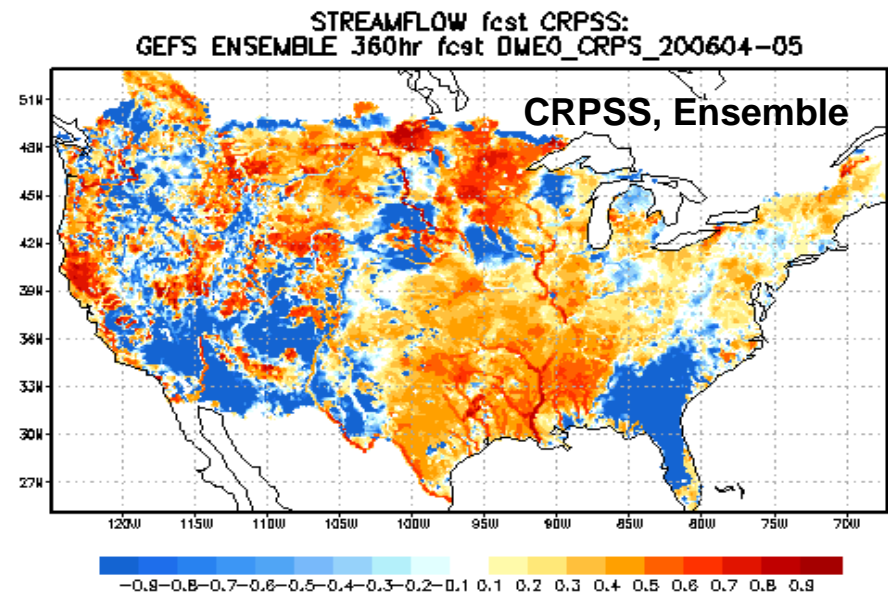 STREAMFLOW fcst CRPSS:
GEFS ENSEMBLE 360hr fcst DMEO_CRPS_200604-05
CRPSS, Ensemble
51N
48N
45N
42N
39N
36N
33N
30N
27N
120W 115W 110W 105W 100W 95W 90W 85W 80W 75W 70W
-0.9-0.8-0.7-0.6-0.5-0.4-0.3-0.2-0.1 0.1 0.2 0.3 0.4 0.5 0.6 0.7 0.8 0.9